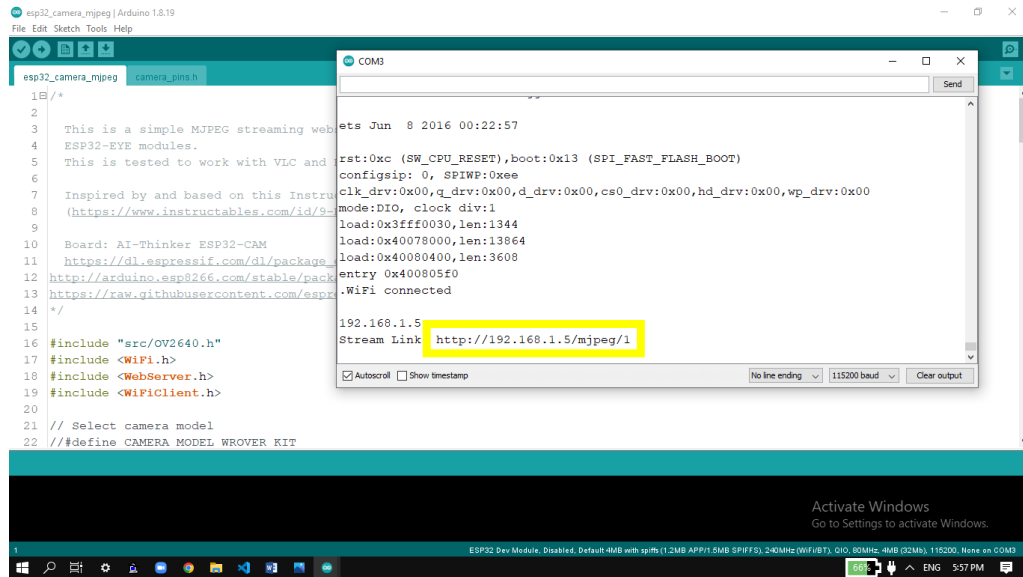 esp32_camera_mjpeg | Arduino 1.8.19
File Edit Sketch Tools Help
esp32_camera_mjpeg camera_pins.h
1 /*
2
3 This is a simple MJPEG streaming web
4 ESP32-EYE modules.
5 This is tested to work with VLC and
6
7 Inspired by and based on this Instru
8 (https://www.instructables.com/id/9-
9
10 Board: AI-Thinker ESP32-CAM
11 https://dl.espressif.com/dl/package_
12 http://arduino.esp8266.com/stable/pack
13 https://raw.githubusercontent.com/espr
14 */
15
16 #include "src/OV2640.h"
17 #include <WiFi.h>
18 #include <WebServer.h>
19 #include <WiFiClient.h>
20
21 // Select camera model
22 //#define CAMERA MODEL WROVER KIT
COM3
Send
ets Jun 8 2016 00:22:57
rst:0xc (SW_CPU_RESET),boot:0x13 (SPI_FAST_FLASH_BOOT)
configsip: 0, SPIWP:0xee
clk_drv:0x00,q_drv:0x00,d_drv:0x00,cs0_drv:0x00,hd_drv:0x00,wp_drv:0x00
mode:DIO, clock div:1
load:0x3fff0030,len:1344
load:0x40078000,len:13864
load:0x40080400,len:3608
entry 0x400805f0
.WiFi connected
192.168.1.5
Stream Link http://192.168.1.5/mjpeg/1
Autoscroll Show timestamp No line ending 115200 baud Clear output
Activate Windows
Go to Settings to activate Windows.
1 ESP32 Dev Module, Disabled, Default 4MB with spiffs (1.2MB APP/1.5MB SPIFFS), 240MHz (WiFi/BT), QIO, 80MHz, 4MB (32Mb), 115200, None on COM3
66% ENG 5:57 PM